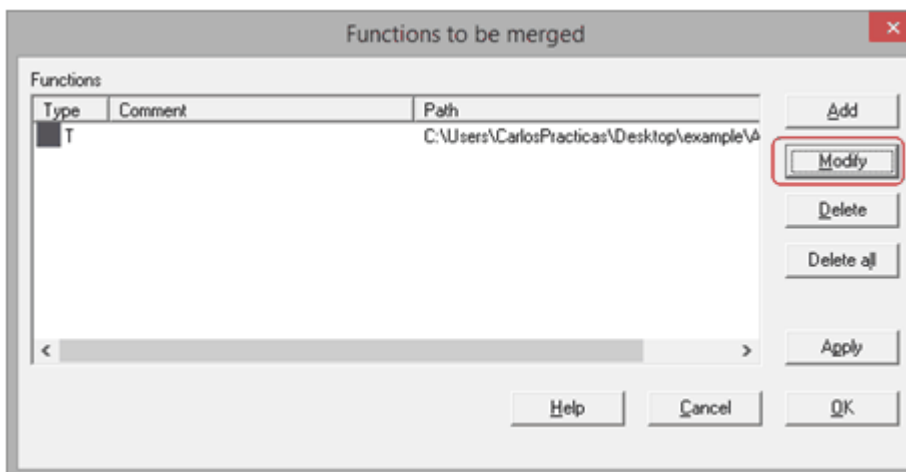 Functions to be merged
Functions
Type Comment Path
T C:\Users\CarlosPracticas\Desktop\example\A
Add
Modify
Delete
Delete all
Apply
Help Cancel OK